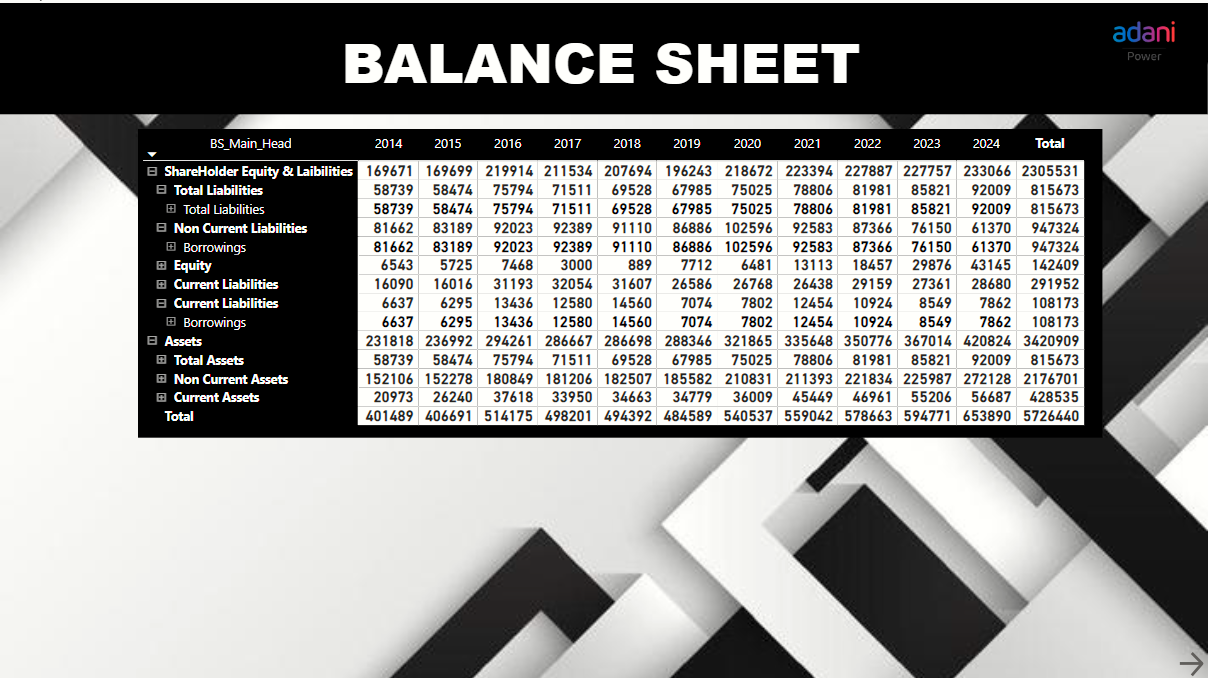 adani
Power
BALANCE SHEET
BS_Main_Head 2014 2015 2016 2017 2018 2019 2020 2021 2022 2023 2024 Total
ShareHolder Equity & Laibilities 169671 169699 219914 211534 207694 196243 218672 223394 227887 227757 233066 2305531
Total Liabilities 58739 58474 75794 71511 69528 67985 75025 78806 81981 85821 92009 815673
Total Liabilities 58739 58474 75794 71511 69528 67985 75025 78806 81981 85821 92009 815673
Non Current Liabilities 81662 83189 92023 92389 91110 86886 102596 92583 87366 76150 61370 947324
Borrowings 81662 83189 92023 92389 91110 86886 102596 92583 87366 76150 61370 947324
Equity 6543 5725 7468 3000 889 7712 6481 13113 18457 29876 43145 142409
Current Liabilities 16090 16016 31193 32054 31607 26586 26768 26438 29159 27361 28680 291952
Current Liabilities 6637 6295 13436 12580 14560 7074 7802 12454 10924 8549 7862 108173
Borrowings 6637 6295 13436 12580 14560 7074 7802 12454 10924 8549 7862 108173
Assets 231818 236992 294261 286667 286698 288346 321865 335648 350776 367014 420824 3420909
Total Assets 58739 58474 75794 71511 69528 67985 75025 78806 81981 85821 92009 815673
Non Current Assets 152106 152278 180849 181206 182507 185582 210831 211393 221834 225987 272128 2176701
Current Assets 20973 26240 37618 33950 34663 34779 36009 45449 46961 55206 56687 428535
Total 401489 406691 514175 498201 494392 484589 540537 559042 578663 594771 653890 5726440